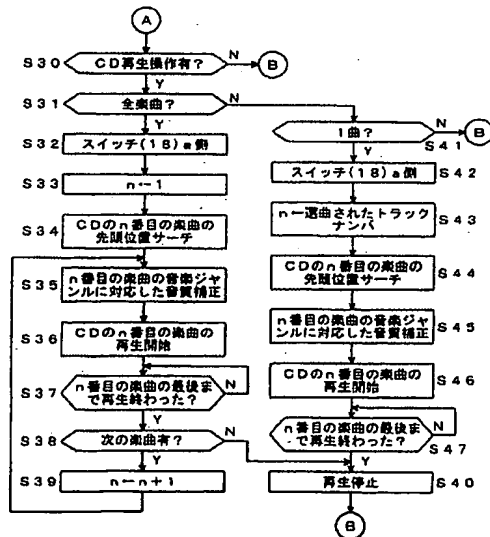 A
S30
CD再生操作有?
N
B
Y
S31
全楽曲?
N
Y
S32
スイッチ(18)a側
S33
n←1
S34
CDのn番目の楽曲の
先頭位置サーチ
S35
n番目の楽曲の音楽ジャ
ンルに対応した音質補正
S36
CDのn番目の楽曲の
再生開始
S37
n番目の楽曲の最後ま
で再生終わった?
N
Y
S38
次の楽曲有?
N
Y
S39
n←n+1
1曲?
N
B
S41
Y
スイッチ(18)a側
S42
n←選曲されたトラック
ナンバ
S43
CDのn番目の楽曲の
先頭位置サーチ
S44
n番目の楽曲の音楽ジャ
ンルに対応した音質補正
S45
CDのn番目の楽曲の
再生開始
S46
n番目の楽曲の最後ま
で再生終わった?
N
S47
Y
再生停止
S40
B